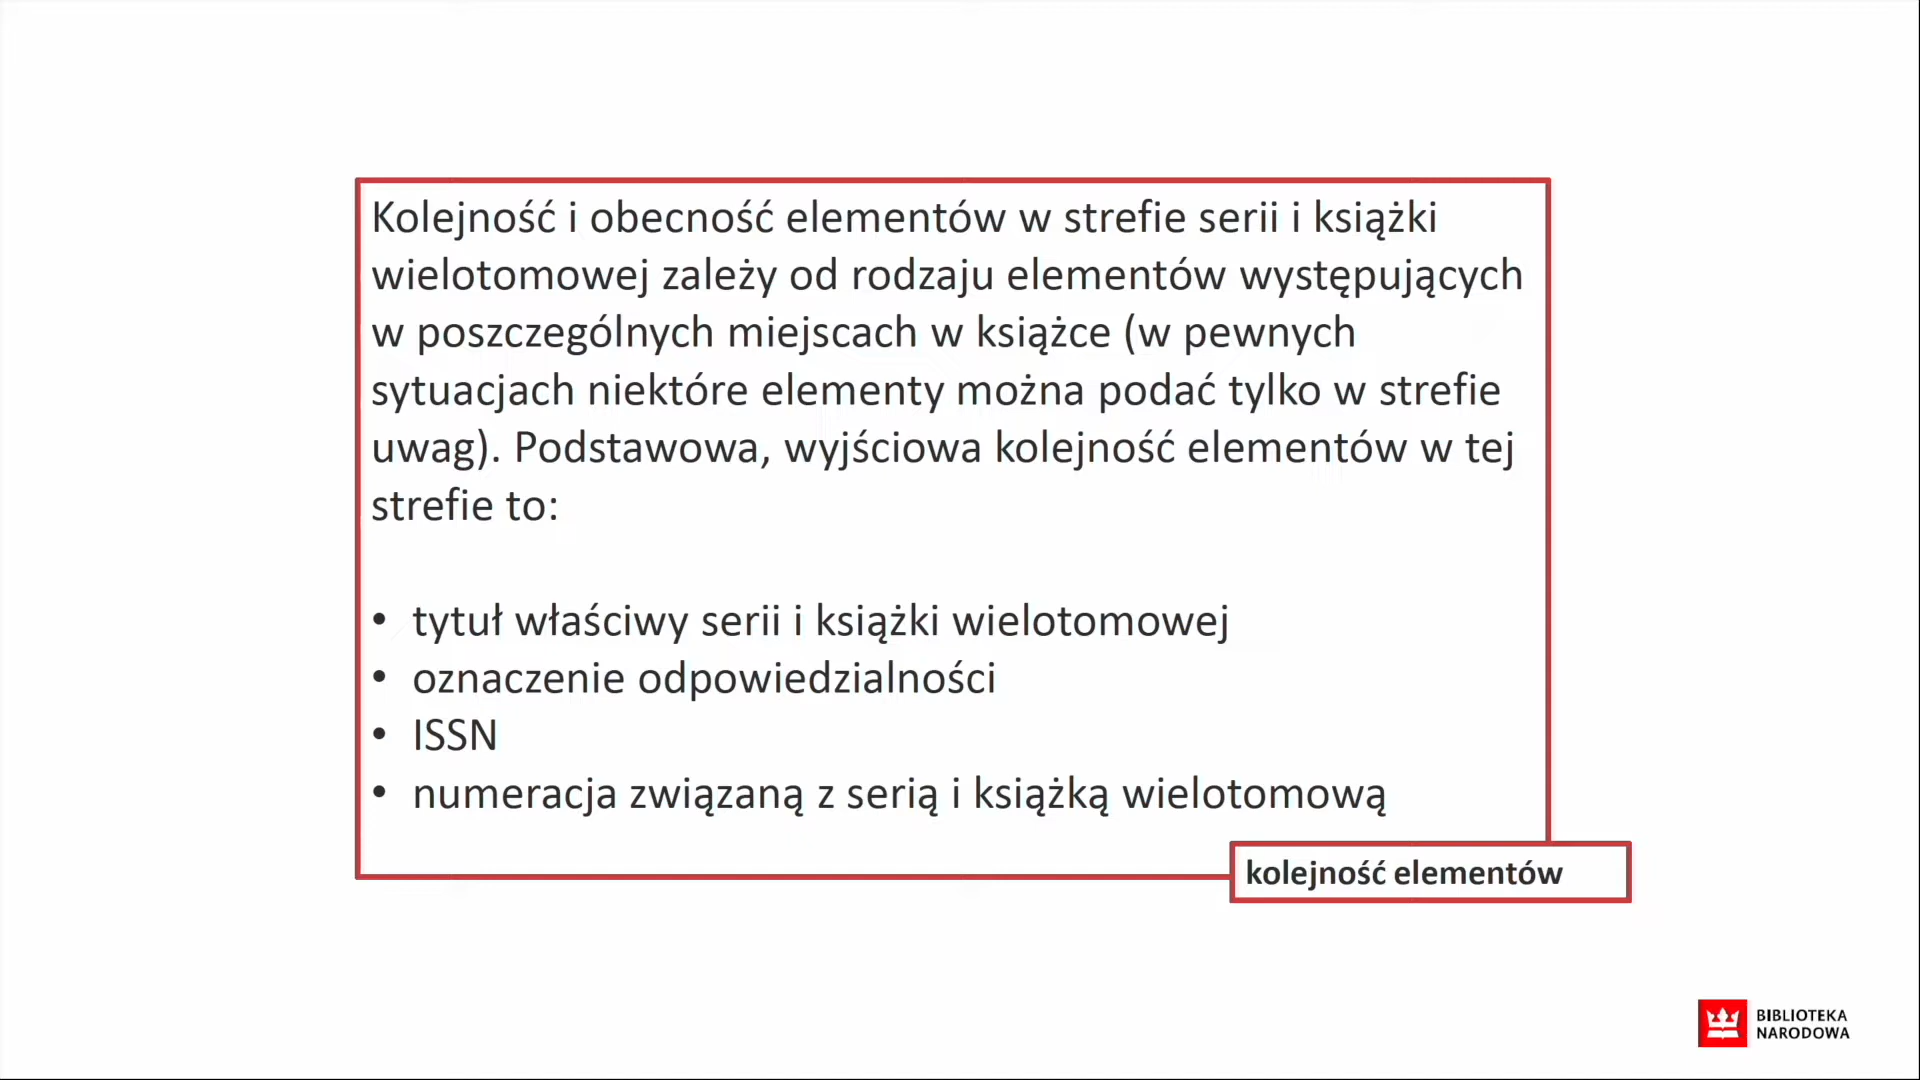 Kolejność i obecność elementów w strefie serii i książki
wielotomowej zależy od rodzaju elementów występujących
w poszczególnych miejscach w książce (w pewnych
sytuacjach niektóre elementy można podać tylko w strefie
uwag). Podstawowa, wyjściowa kolejność elementów w tej
strefie to:
• tytuł właściwy serii i książki wielotomowej
• oznaczenie odpowiedzialności
• ISSN
• numeracja związaną z serią i książką wielotomową
kolejność elementów
BIBLIOTEKA
NARODOWA